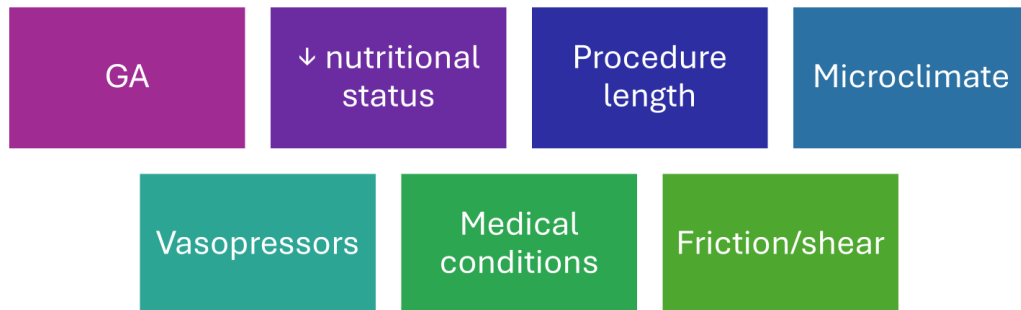 GA
↓ nutritional
status
Procedure
length
Microclimate
Vasopressors
Medical
conditions
Friction/shear